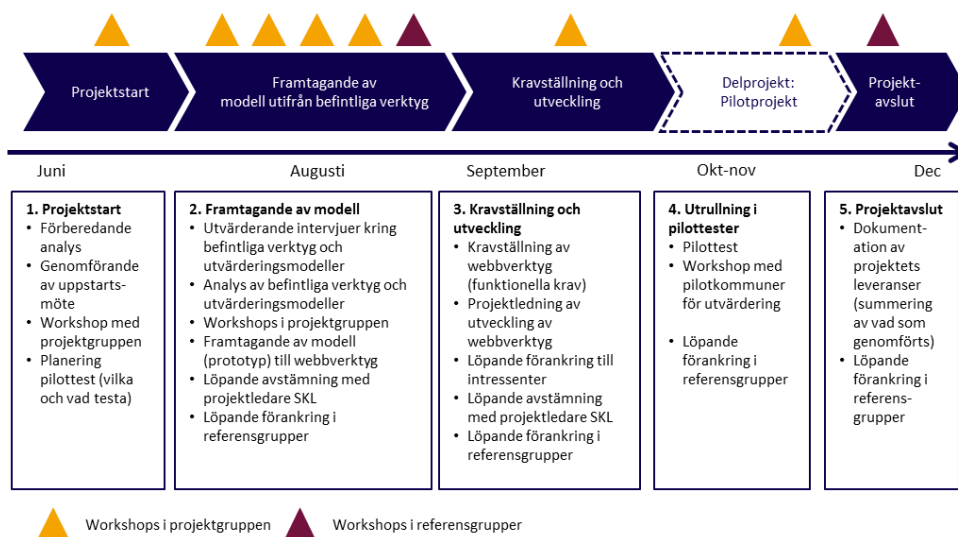 Projektstart
Framtagande av
modell utifrån befintliga verktyg
Kravställning och
utveckling
Delprojekt:
Pilotprojekt
Projekt-
avslut
Juni
Augusti
September
Okt-nov
Dec
1. Projektstart
• Förberedande
analys
• Genomförande
av uppstarts-
möte
• Workshop med
projektgruppen
• Planering
pilottest (vilka
och vad testa)
2. Framtagande av modell
• Utvärderande intervjuer kring
befintliga verktyg och
utvärderingsmodeller
• Analys av befintliga verktyg och
utvärderingsmodeller
• Workshops i projektgruppen
• Framtagande av modell
(prototyp) till webbverktyg
• Löpande avstämning med
projektledare SKL
• Löpande förankring i
referensgrupper
3. Kravställning och
utveckling
• Kravställning av
webbverktyg
(funktionella krav)
• Projektledning av
utveckling av
webbverktyg
• Löpande förankring till
intressenter
• Löpande avstämning
med projektledare SKL
• Löpande förankring i
referensgrupper
4. Utrullning i
pilottester
• Pilottest
• Workshop med
pilotkommuner
för utvärdering
• Löpande
förankring i
referensgrupper
5. Projektavslut
• Dokument-
ation av
projektets
leveranser
(summering
av vad som
genomförts)
• Löpande
förankring i
referens-
grupper
Workshops i projektgruppen
Workshops i referensgrupper